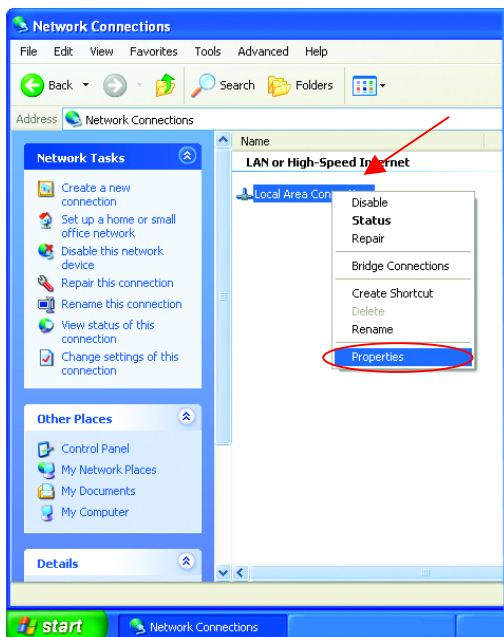 Network Connections
File Edit View Favorites Tools Advanced Help
Back Search Folders
Address Network Connections
Network Tasks
Create a new
connection
Set up a home or small
office network
Disable this network
device
Repair this connection
Rename this connection
View status of this
connection
Change settings of this
connection
Other Places
Control Panel
My Network Places
My Documents
My Computer
Details
Name
LAN or High-Speed Internet
Local Area Con
Disable
Status
Repair
Bridge Connections
Create Shortcut
Delete
Rename
Properties
start Network Connections